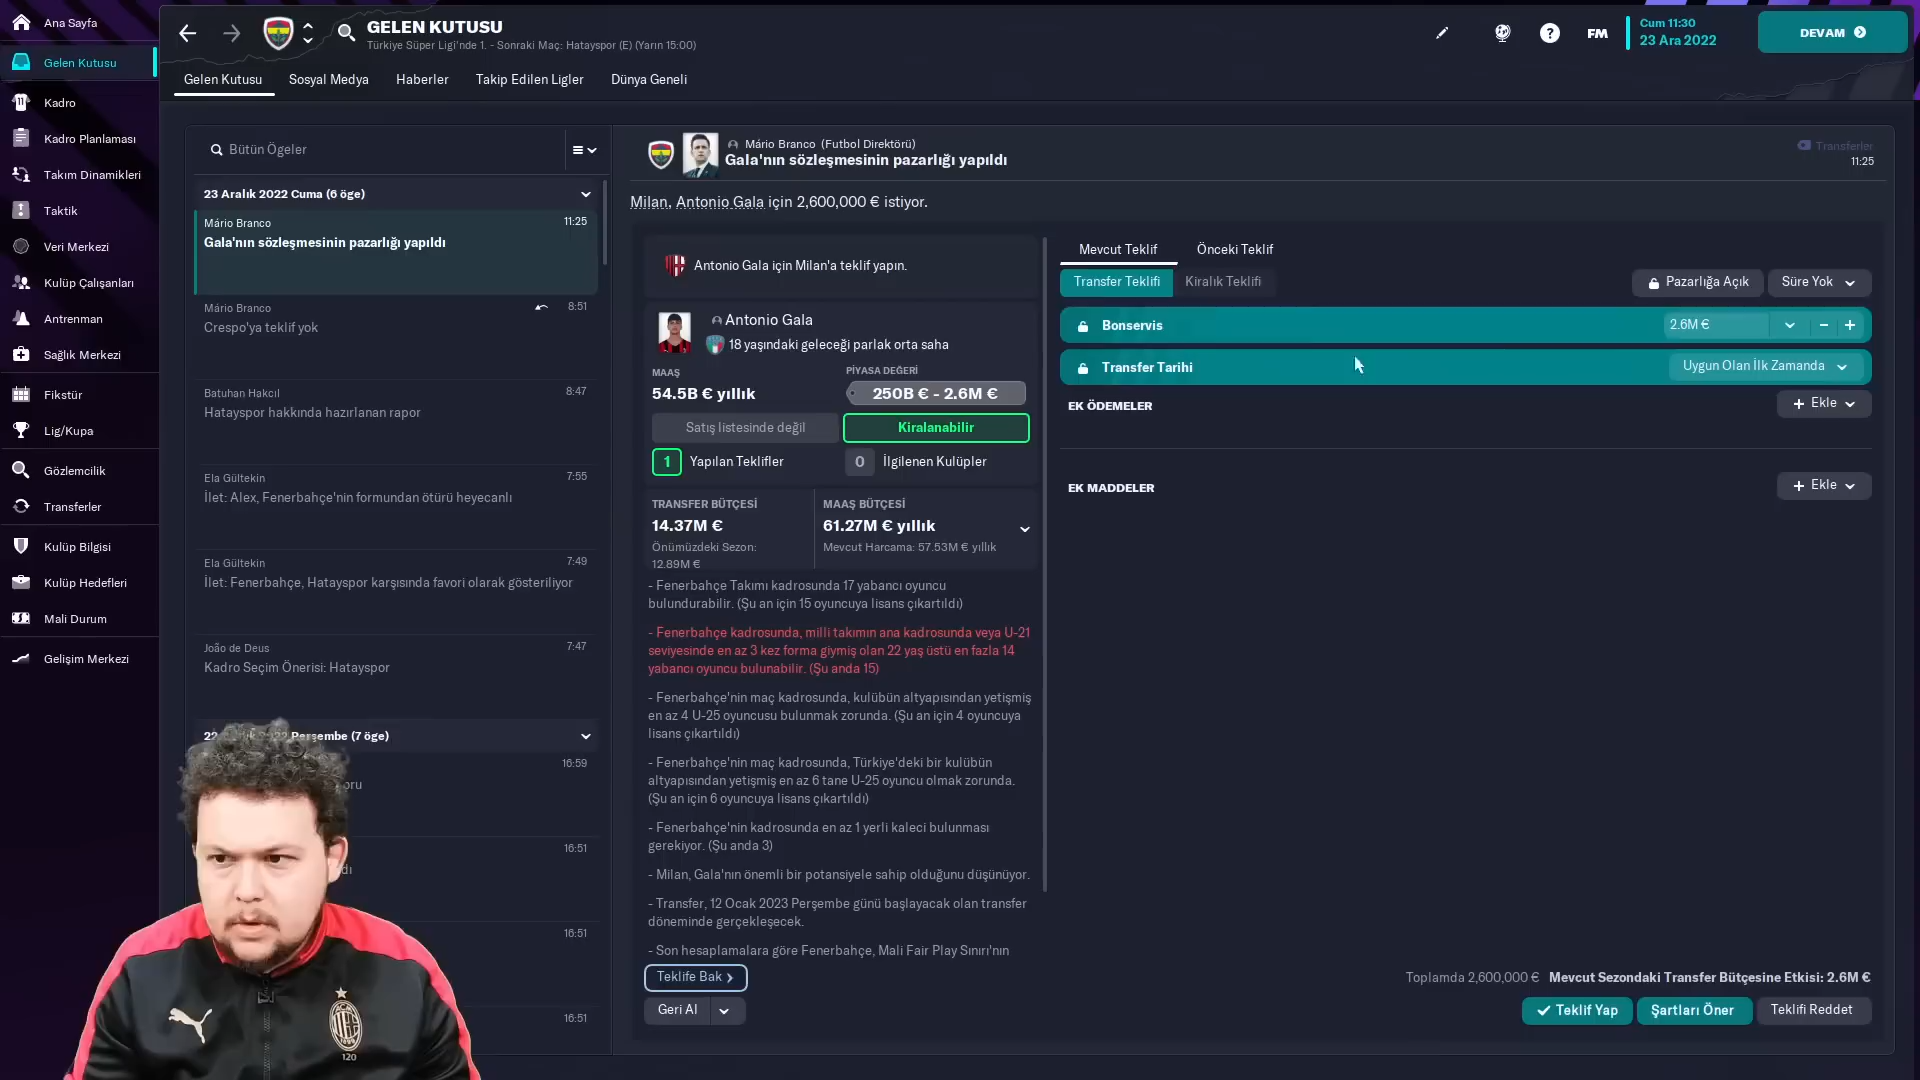 Ana Sayfa
Gelen Kutusu
Kadro
Kadro Planlaması
Takım Dinamikleri
Taktik
Veri Merkezi
Kulüp Çalışanları
Antrenman
Sağlık Merkezi
Fikstür
Lig/Kupa
Gözlemcilik
Transferler
Kulüp Bilgisi
Kulüp Hedefleri
Mali Durum
Gelişim Merkezi
GELEN KUTUSU
Türkiye Süper Ligi'nde 1. - Sonraki Maç: Hatayspor (E) (Yarın 15:00)
FM
Cum 11:30
23 Ara 2022
DEVAM
Gelen Kutusu Sosyal Medya Haberler Takip Edilen Ligler Dünya Geneli
Bütün Ögeler
23 Aralık 2022 Cuma (6 öge)
Mário Branco 11:25
Gala'nın sözleşmesinin pazarlığı yapıldı
Mário Branco 8:51
Crespo'ya teklif yok
Batuhan Hakcıl 8:47
Hatayspor hakkında hazırlanan rapor
Ela Gültekin 7:55
İlet: Alex, Fenerbahçe'nin formundan ötürü heyecanlı
Ela Gültekin 7:49
İlet: Fenerbahçe, Hatayspor karşısında favori olarak gösteriliyor
João de Deus 7:47
Kadro Seçim Önerisi: Hatayspor
Perşembe (7 öge)
16:59
16:51
16:51
16:51
120
Mário Branco (Futbol Direktörü)
Gala'nın sözleşmesinin pazarlığı yapıldı
Transferler
11:25
Milan, Antonio Gala için 2,600,000 € istiyor.
Antonio Gala için Milan'a teklif yapın.
Antonio Gala
18 yaşındaki geleceği parlak orta saha
MAAŞ PİYASA DEĞERİ
54.5B € yıllık 250B € - 2.6M €
Satış listesinde değil Kiralanabilir
1 Yapılan Teklifler 0 İlgilenen Kulüpler
TRANSFER BÜTÇESİ MAAŞ BÜTÇESİ
14.37M € 61.27M € yıllık
Önümüzdeki Sezon: Mevcut Harcama: 57.53M € yıllık
12.89M €
- Fenerbahçe Takımı kadrosunda 17 yabancı oyuncu
bulundurabilir. (Şu an için 15 oyuncuya lisans çıkartıldı)
- Fenerbahçe kadrosunda, milli takımın ana kadrosunda veya U-21
seviyesinde en az 3 kez forma giymiş olan 22 yaş üstü en fazla 14
yabancı oyuncu bulunabilir. (Şu anda 15)
- Fenerbahçe'nin maç kadrosunda, kulübün altyapısından yetişmiş
en az 4 U-25 oyuncusu bulunmak zorunda. (Şu an için 4 oyuncuya
lisans çıkartıldı)
- Fenerbahçe'nin maç kadrosunda, Türkiye'deki bir kulübün
altyapısından yetişmiş en az 6 tane U-25 oyuncu olmak zorunda.
(Şu an için 6 oyuncuya lisans çıkartıldı)
- Fenerbahçe'nin kadrosunda en az 1 yerli kaleci bulunması
gerekiyor. (Şu anda 3)
- Milan, Gala'nın önemli bir potansiyele sahip olduğunu düşünüyor.
- Transfer, 12 Ocak 2023 Perşembe günü başlayacak olan transfer
döneminde gerçekleşecek.
- Son hesaplamalara göre Fenerbahçe, Mali Fair Play Sınırı'nın
Teklife Bak
Geri Al
Mevcut Teklif Önceki Teklif
Transfer Teklifi Kiralık Teklifi Pazarlığa Açık Süre Yok
Bonservis 2.6M €
Transfer Tarihi Uygun Olan İlk Zamanda
EK ÖDEMELER + Ekle
EK MADDELER + Ekle
Toplamda 2,600,000 € Mevcut Sezondaki Transfer Bütçesine Etkisi: 2.6M €
Teklif Yap Şartları Öner Teklifi Reddet